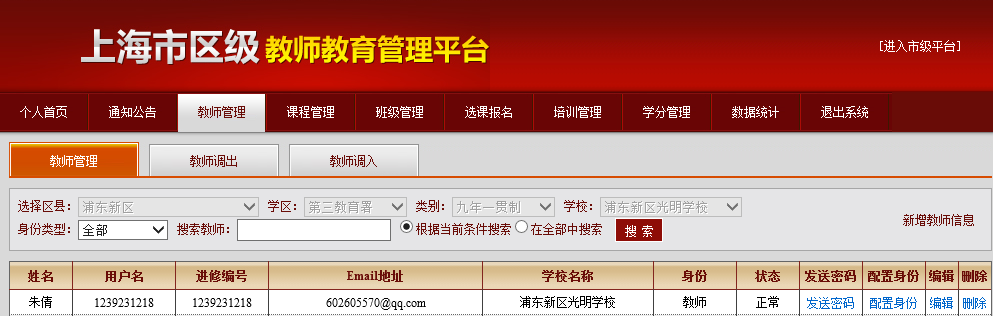 上海市区级 教师教育管理平台
[进入市级平台]
个人首页 通知公告 教师管理 课程管理 班级管理 选课报名 培训管理 学分管理 数据统计 退出系统
教师管理 教师调出 教师调入
选择区县： 浦东新区 学区： 第三教育署 类别： 九年一贯制 学校： 浦东新区光明学校
身份类型： 全部 搜索教师： 根据当前条件搜索 在全部中搜索 搜 索
新增教师信息
姓名 用户名 进修编号 Email地址 学校名称 身份 状态 发送密码 配置身份 编辑 删除
朱倩 1239231218 1239231218 602605570@qq.com 浦东新区光明学校 教师 正常 发送密码 配置身份 编辑 删除